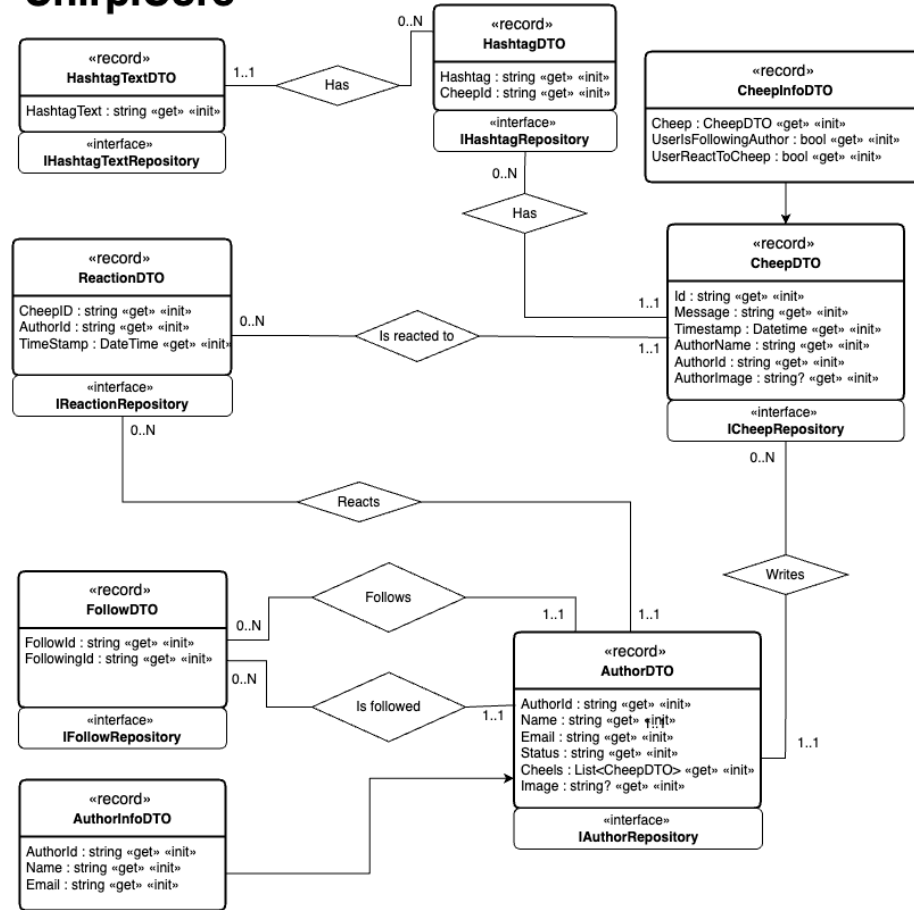 Chirp.Core
«record»
HashtagTextDTO
HashtagText : string «get» «init»
«interface»
IHashtagTextRepository
1..1
Has
0..N
«record»
HashtagDTO
Hashtag : string «get» «init»
CheepId : string «get» «init»
«interface»
IHashtagRepository
0..N
Has
1..1
«record»
CheepInfoDTO
Cheep : CheepDTO «get» «init»
UserIsFollowingAuthor : bool «get» «init»
UserReactToCheep : bool «get» «init»
«record»
CheepDTO
Id : string «get» «init»
Message : string «get» «init»
Timestamp : Datetime «get» «init»
AuthorName : string «get» «init»
AuthorId : string «get» «init»
AuthorImage : string? «get» «init»
«interface»
ICheepRepository
0..N
«record»
ReactionDTO
CheepID : string «get» «init»
AuthorId : string «get» «init»
TimeStamp : DateTime «get» «init»
«interface»
IReactionRepository
0..N
Is reacted to
1..1
0..N
Reacts
1..1
Writes
1..1
«record»
FollowDTO
FollowId : string «get» «init»
FollowingId : string «get» «init»
«interface»
IFollowRepository
0..N
Follows
1..1
0..N
Is followed
1..1
«record»
AuthorDTO
AuthorId : string «get» «init»
Name : string «get» «init»
1..1
Email : string «get» «init»
Status : string «get» «init»
Cheels : List<CheepDTO> «get» «init»
Image : string? «get» «init»
«interface»
IAuthorRepository
«record»
AuthorInfoDTO
AuthorId : string «get» «init»
Name : string «get» «init»
Email : string «get» «init»